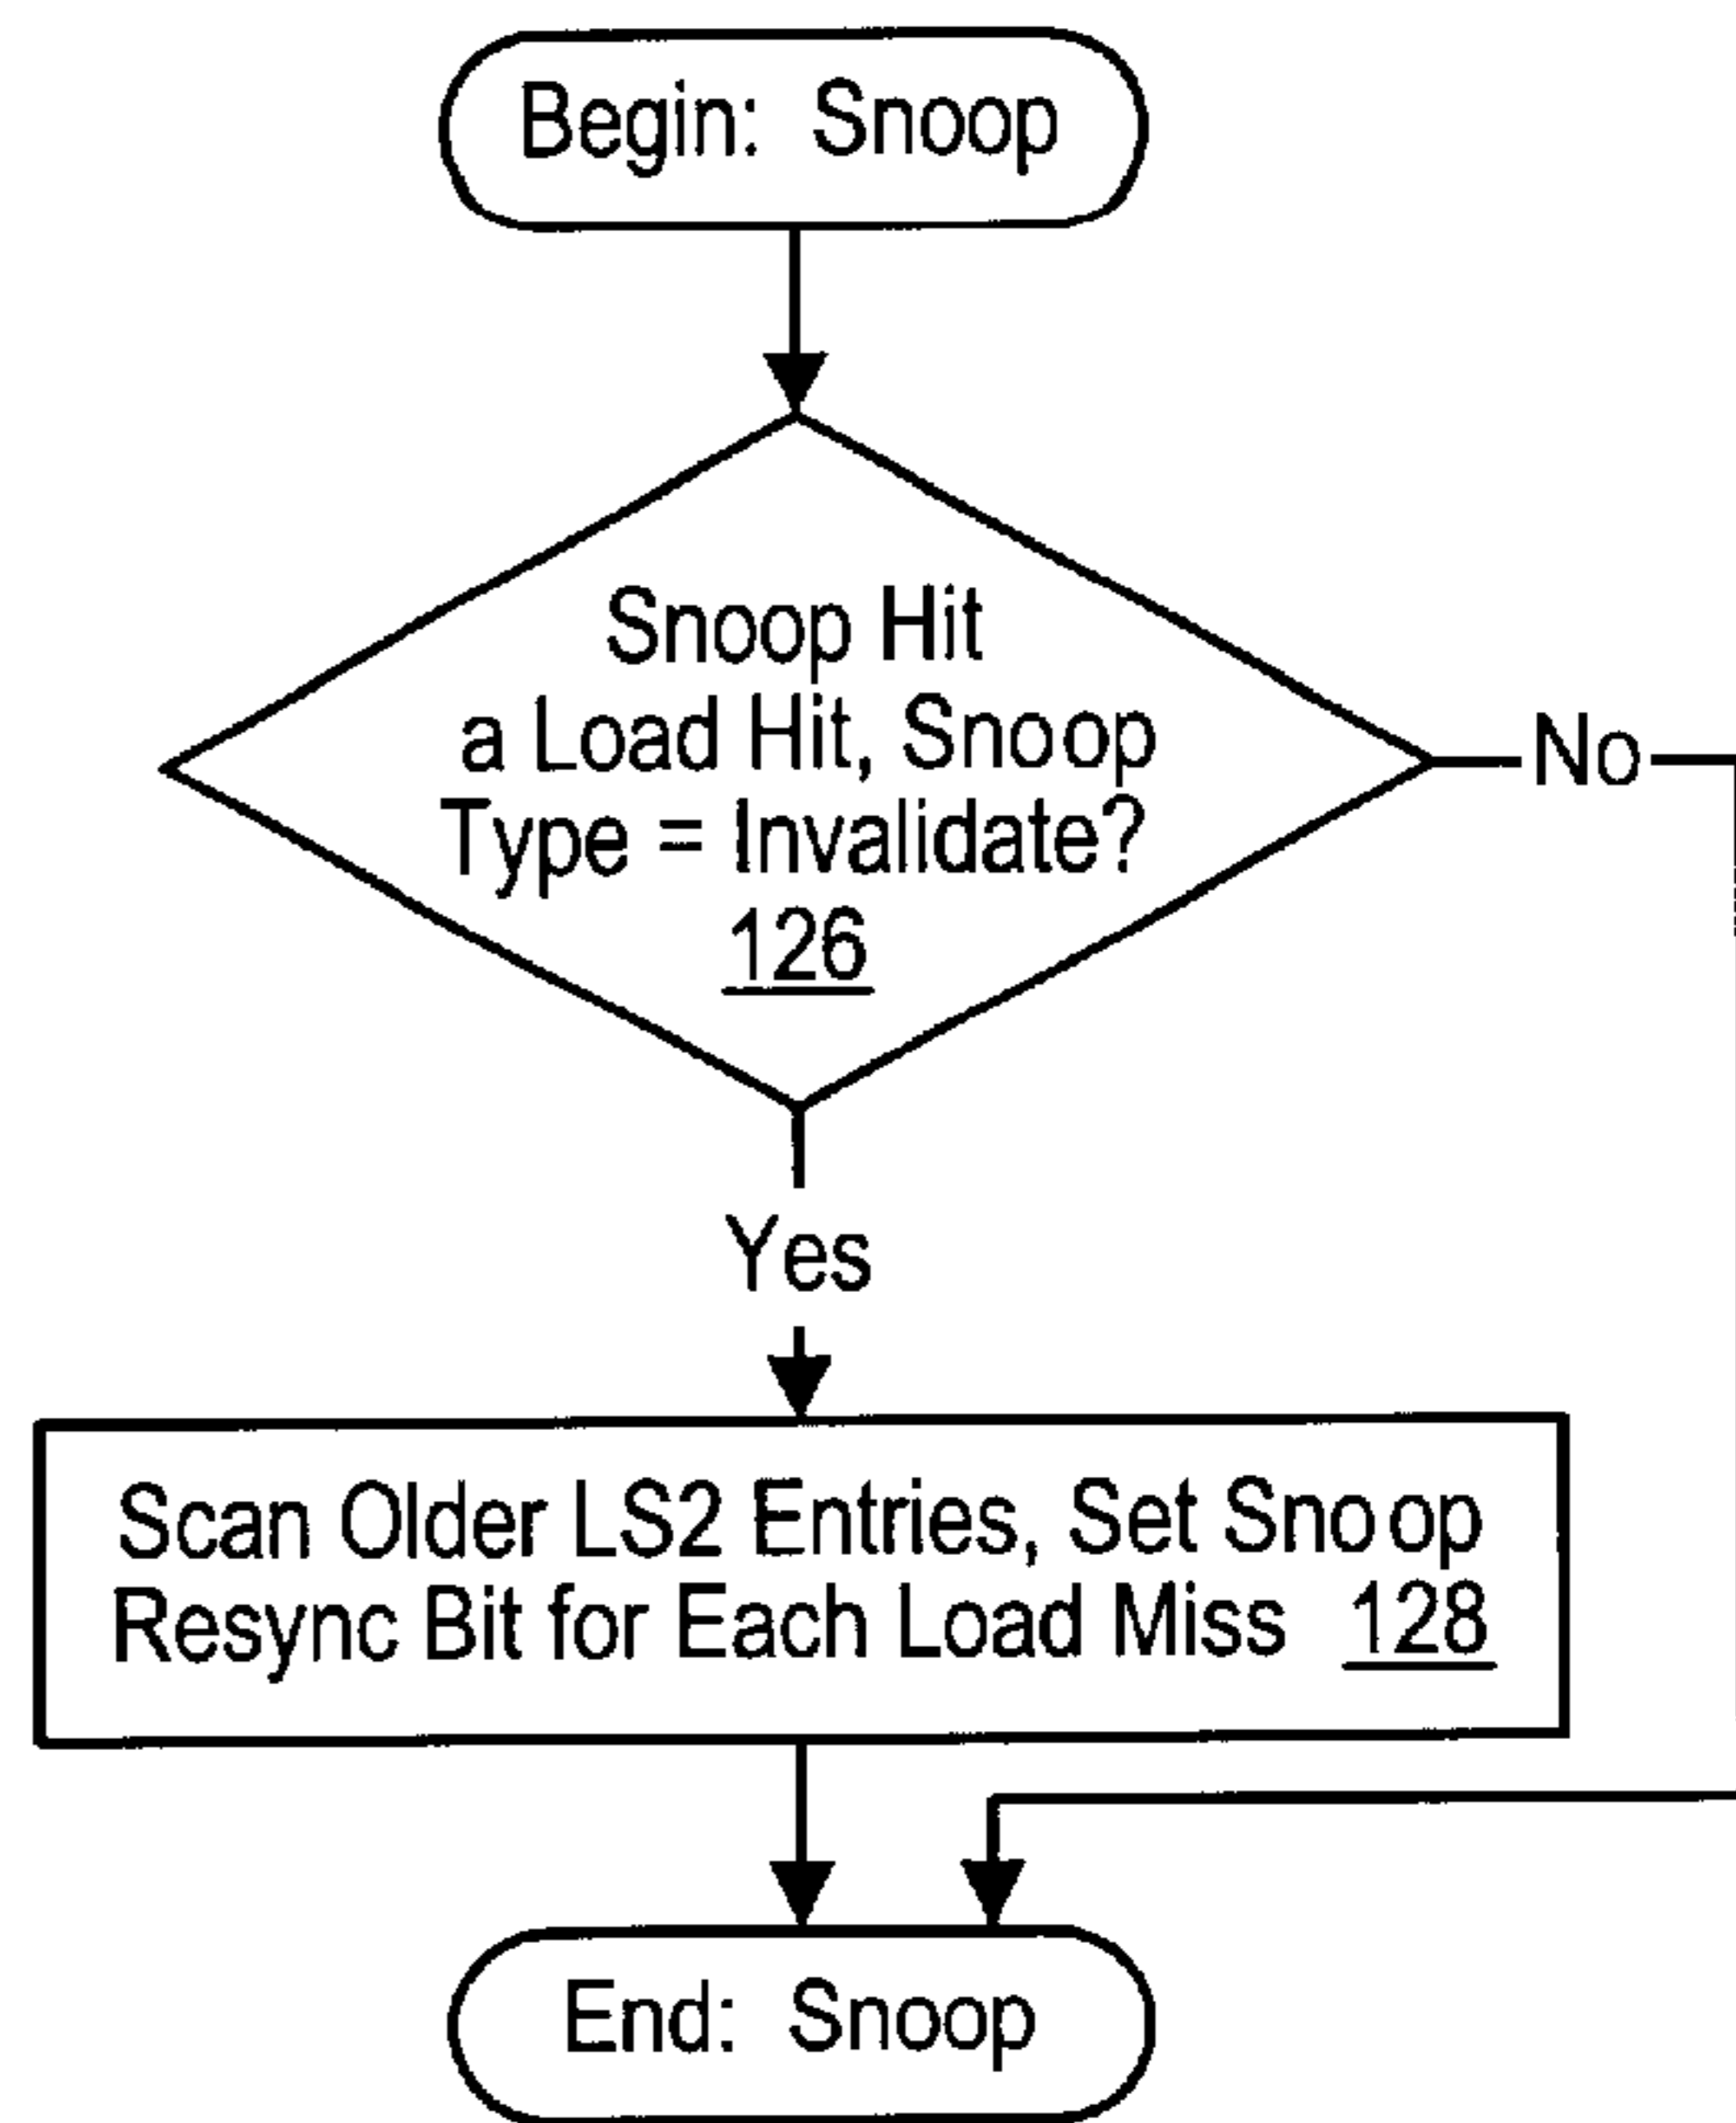 Begin: Snoop
Snoop Hit
a Load Hit, Snoop
Type = Invalidate?
126
No
Yes
Scan Older LS2 Entries, Set Snoop
Resync Bit for Each Load Miss 128
End: Snoop